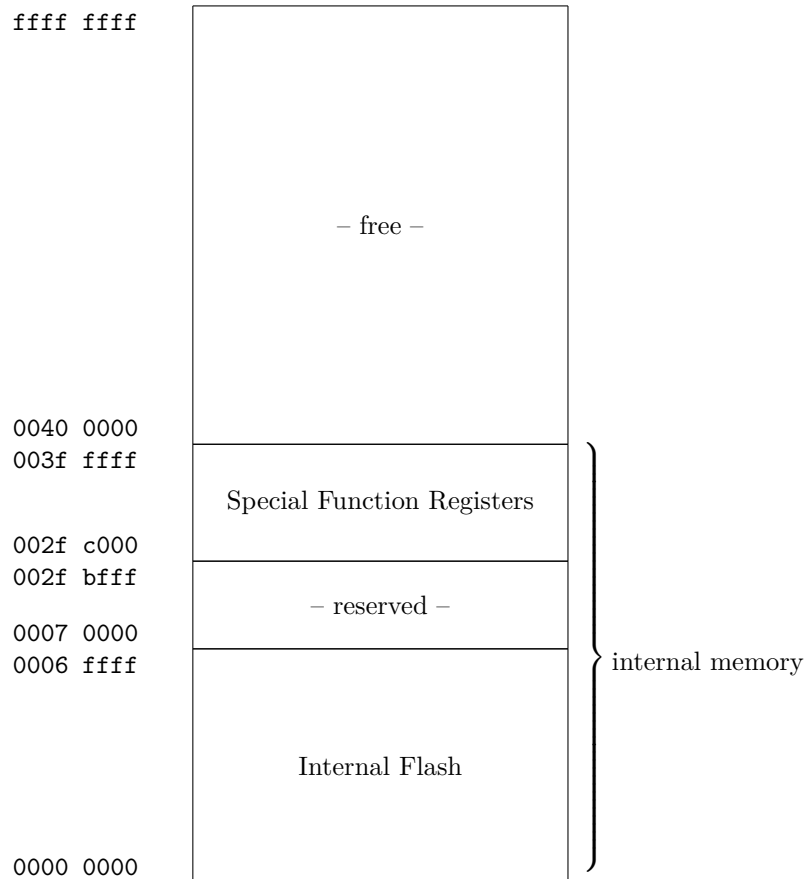 ffff ffff
– free –
0040 0000
003f ffff
Special Function Registers
002f c000
002f bfff
– reserved –
0007 0000
0006 ffff
internal memory
Internal Flash
0000 0000